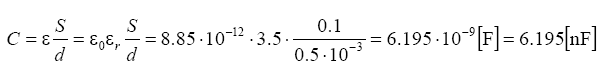 C = ε S/d = ε₀εᵣ S/d = 8.85·10⁻¹²·3.5· 0.1/(0.5·10⁻³) = 6.195·10⁻⁹[F] = 6.195[nF]